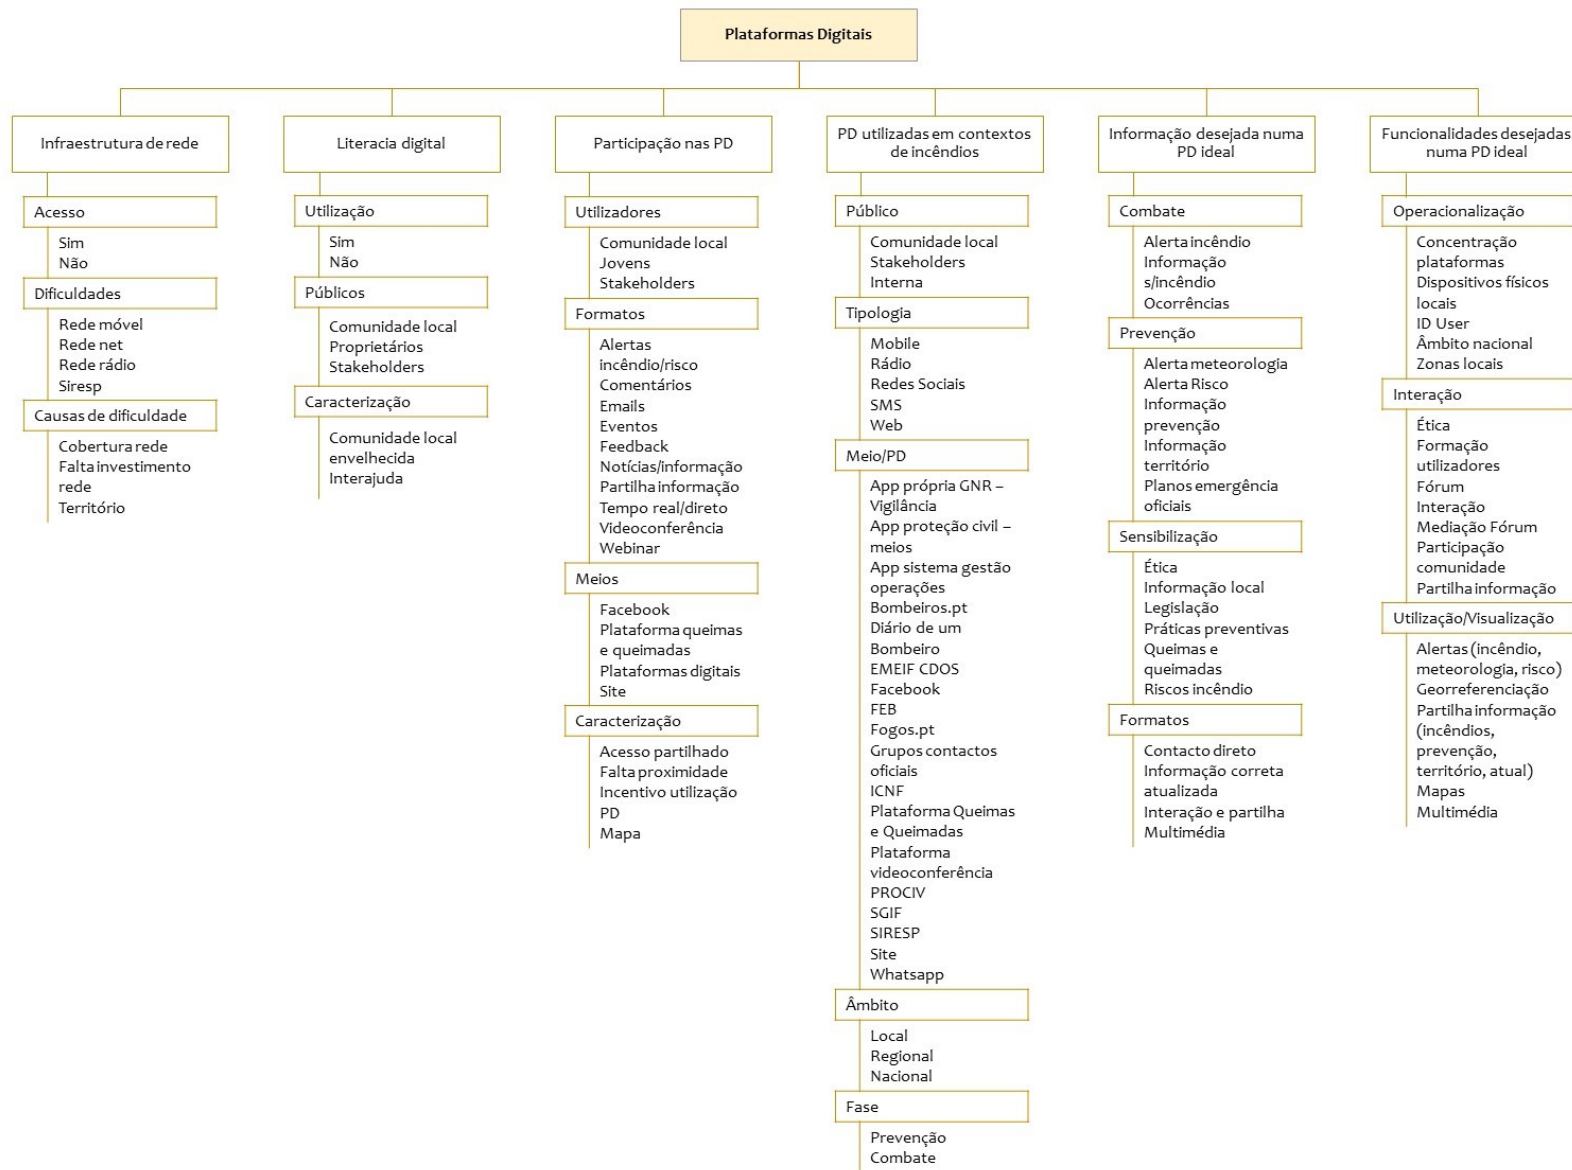 Plataformas Digitais
Infraestrutura de rede
Acesso
Sim
Não
Dificuldades
Rede móvel
Rede net
Rede rádio
Siresp
Causas de dificuldade
Cobertura rede
Falta investimento
rede
Território
Literacia digital
Utilização
Sim
Não
Públicos
Comunidade local
Proprietários
Stakeholders
Caracterização
Comunidade local
envelhecida
Interajuda
Participação nas PD
Utilizadores
Comunidade local
Jovens
Stakeholders
Formatos
Alertas
incêndio/risco
Comentários
Emails
Eventos
Feedback
Notícias/informação
Partilha informação
Tempo real/direto
Videoconferência
Webinar
Meios
Facebook
Plataforma queimas
e queimadas
Plataformas digitais
Site
Caracterização
Acesso partilhado
Falta proximidade
Incentivo utilização
PD
Mapa
PD utilizadas em contextos
de incêndios
Público
Comunidade local
Stakeholders
Interna
Tipologia
Mobile
Rádio
Redes Sociais
SMS
Web
Meio/PD
App própria GNR –
Vigilância
App proteção civil –
meios
App sistema gestão
operações
Bombeiros.pt
Diário de um
Bombeiro
EMEIF CDOS
Facebook
FEB
Fogos.pt
Grupos contactos
oficiais
ICNF
Plataforma Queimas
e Queimadas
Plataforma
videoconferência
PROCIV
SGIF
SIRESP
Site
Whatsapp
Âmbito
Local
Regional
Nacional
Fase
Prevenção
Combate
Informação desejada numa
PD ideal
Combate
Alerta incêndio
Informação
s/incêndio
Ocorrências
Prevenção
Alerta meteorologia
Alerta Risco
Informação
prevenção
Informação
território
Planos emergência
oficiais
Sensibilização
Ética
Informação local
Legislação
Práticas preventivas
Queimas e
queimadas
Riscos incêndio
Formatos
Contacto direto
Informação correta
atualizada
Interação e partilha
Multimédia
Funcionalidades desejadas
numa PD ideal
Operacionalização
Concentração
plataformas
Dispositivos físicos
locais
ID User
Âmbito nacional
Zonas locais
Interação
Ética
Formação
utilizadores
Fórum
Interação
Mediação Fórum
Participação
comunidade
Partilha informação
Utilização/Visualização
Alertas (incêndio,
meteorologia, risco)
Georreferenciação
Partilha informação
(incêndios,
prevenção,
território, atual)
Mapas
Multimédia